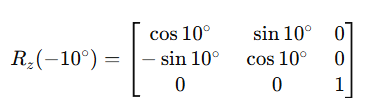 R_z(−10°) = [ cos 10° sin 10° 0
− sin 10° cos 10° 0
0 0 1 ]